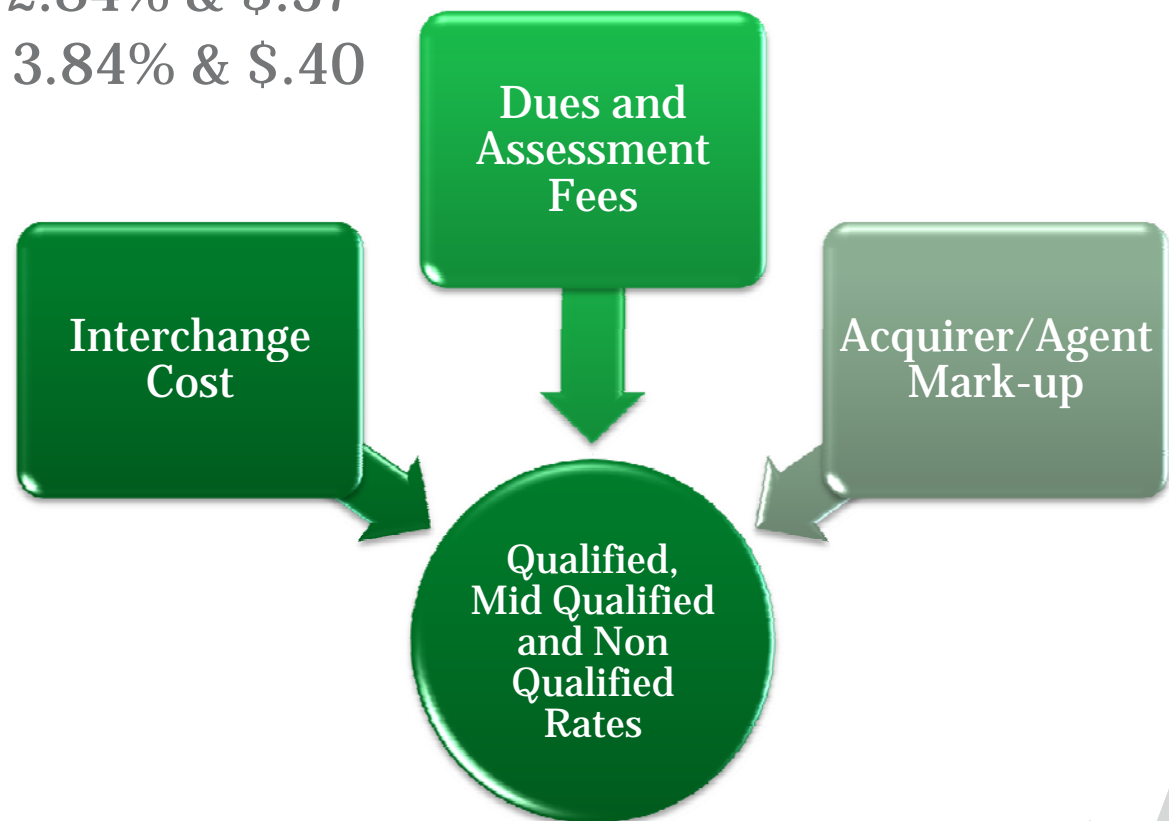 3.84% & $.40
Dues and
Assessment
Fees
Interchange
Cost
Acquirer/Agent
Mark-up
Qualified,
Mid Qualified
and Non
Qualified
Rates